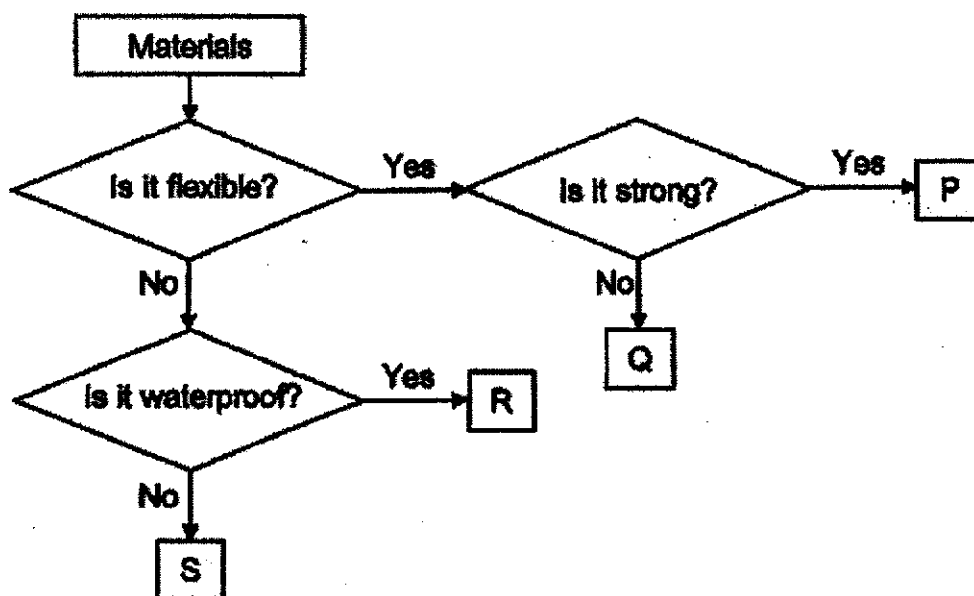 Materials
Is it flexible?
Yes
Is it strong?
Yes
P
No
No
Q
Is it waterproof?
Yes
R
No
S